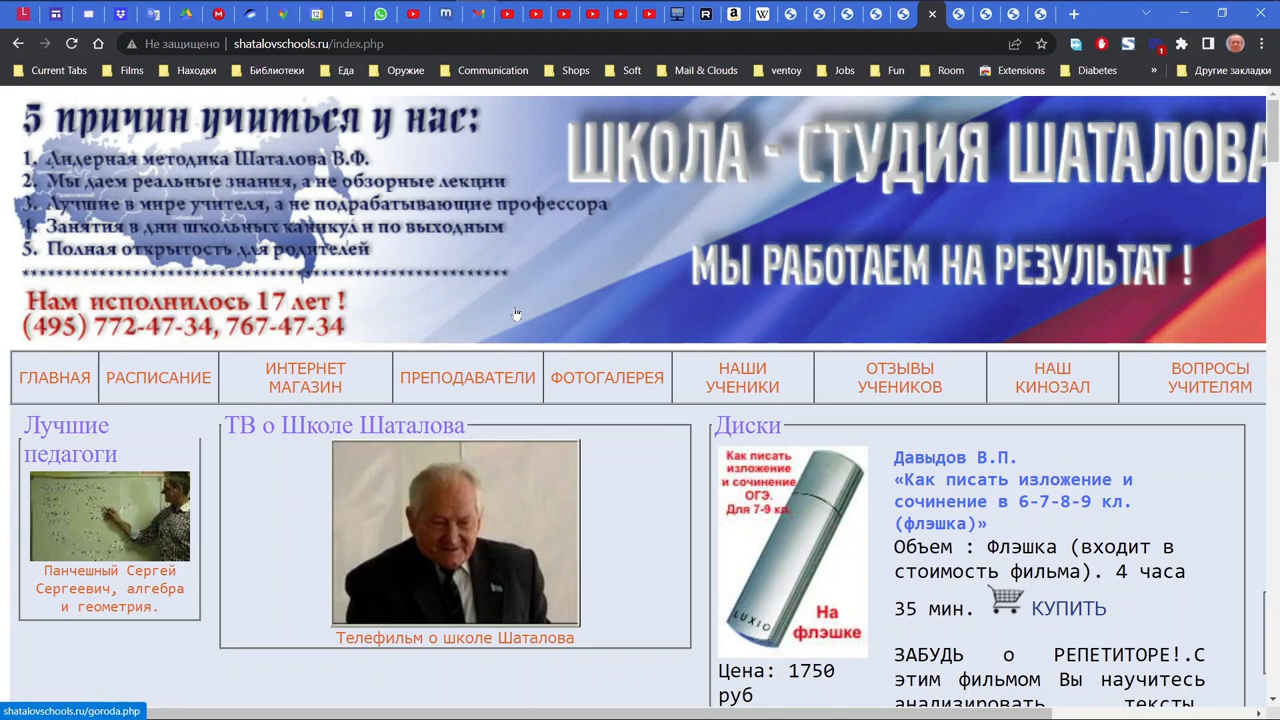 Не защищено
shatalovschools.ru/index.php
Current Tabs
Films
Находки
Библиотеки
Еда
Оружие
Communication
Shops
Soft
Mail & Clouds
ventoy
Jobs
Fun
Room
Extensions
Diabetes
»
Другие закладки
5 причин учиться у нас:
1. Лидерная методика Шаталова В.Ф.
2. Мы даем реальные знания, а не обзорные лекции
3. Лучшие в мире учителя, а не подрабатывающие профессора
4. Занятия в дни школьных каникул и по выходным
5. Полная открытость для родителей
Нам исполнилось 17 лет !
(495) 772-47-34, 767-47-34
ШКОЛА - СТУДИЯ ШАТАЛОВА
МЫ РАБОТАЕМ НА РЕЗУЛЬТАТ !
ГЛАВНАЯ
РАСПИСАНИЕ
ИНТЕРНЕТ
МАГАЗИН
ПРЕПОДАВАТЕЛИ
ФОТОГАЛЕРЕЯ
НАШИ
УЧЕНИКИ
ОТЗЫВЫ
УЧЕНИКОВ
НАШ
КИНОЗАЛ
ВОПРОСЫ
УЧИТЕЛЯМ
Лучшие
педагоги
Панчешный Сергей
Сергеевич, алгебра
и геометрия.
ТВ о Школе Шаталова
Телефильм о школе Шаталова
Диски
Как писать
изложение
и сочинение
ОГЭ.
Для 7-9 кл.
LUXIO
На
флэшке
Цена: 1750
руб
Давыдов В.П.
«Как писать изложение и
сочинение в 6-7-8-9 кл.
(флэшка)»
Объем : Флэшка (входит в
стоимость фильма). 4 часа
35 мин. КУПИТЬ
ЗАБУДЬ о РЕПЕТИТОРЕ!.С
этим фильмом Вы научитесь
анализировать тексты,
shatalovschools.ru/goroda.php